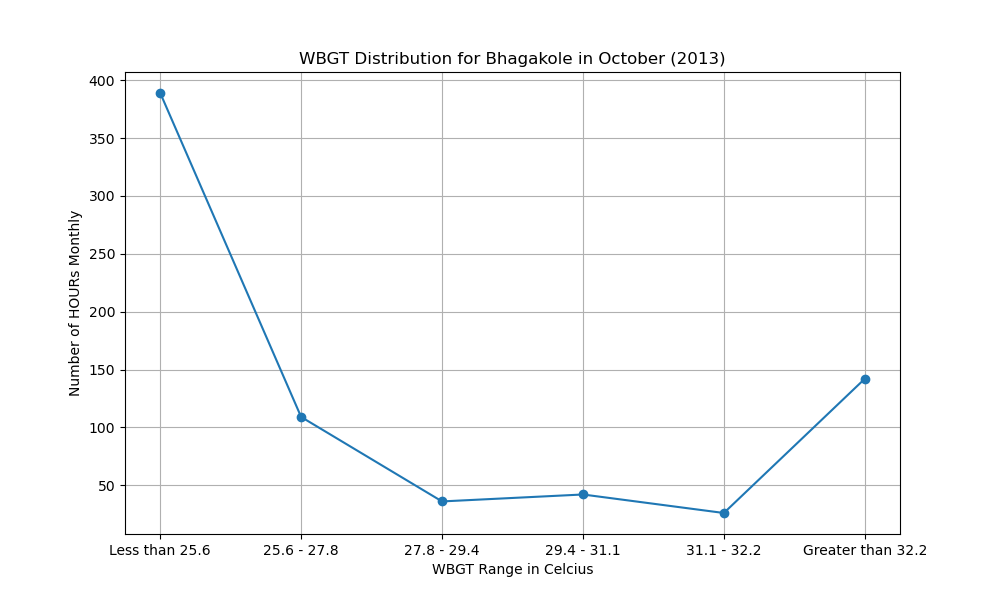 WBGT Distribution for Bhagakole in October (2013)
Number of HOURs Monthly
400
350
300
250
200
150
100
50
Less than 25.6
25.6 - 27.8
27.8 - 29.4
29.4 - 31.1
31.1 - 32.2
Greater than 32.2
WBGT Range in Celcius